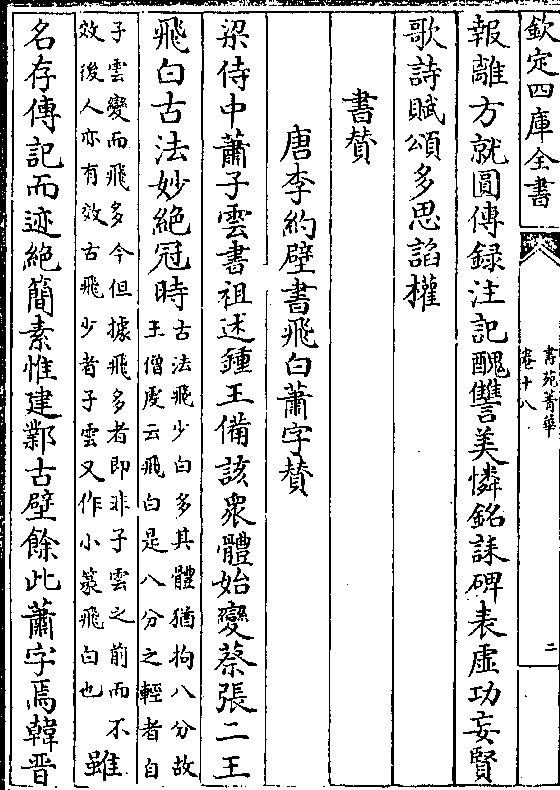 欽定四庫全書
書苑菁華
卷十八
二
報離方就圓傳録注記醜讐美憐銘誄碑表虛功妄賢
歌詩賦頌多思諂權
書贊
唐李約壁書飛白蕭字贊
梁侍中蕭子雲書祖述鍾王備該衆體始變蔡張二王
飛白古法妙絶冠時古法飛少白多其體猶拘八分故
王僧䖍云飛白是八分之輕者自
子雲變而飛多今但據飛多者即非子雲之前而不
效後人亦有效古飛少者子雲又作小篆飛白也
雖
名存傳記而迹絶簡素惟建鄴古壁餘此蕭字焉韓晉